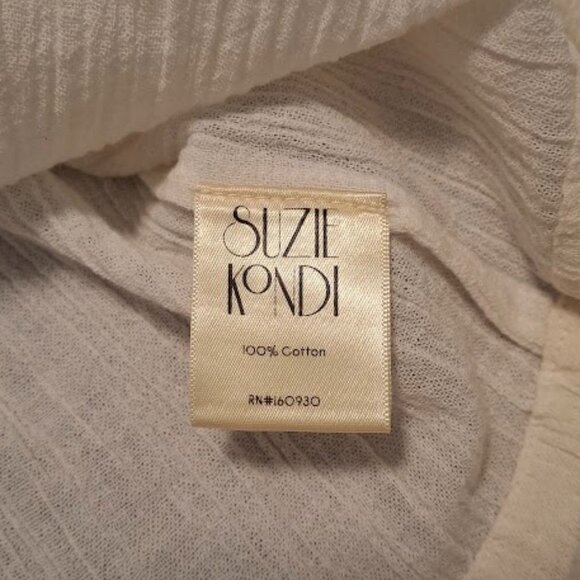 SUZIE
KONDI
100% Cotton
RN#160930